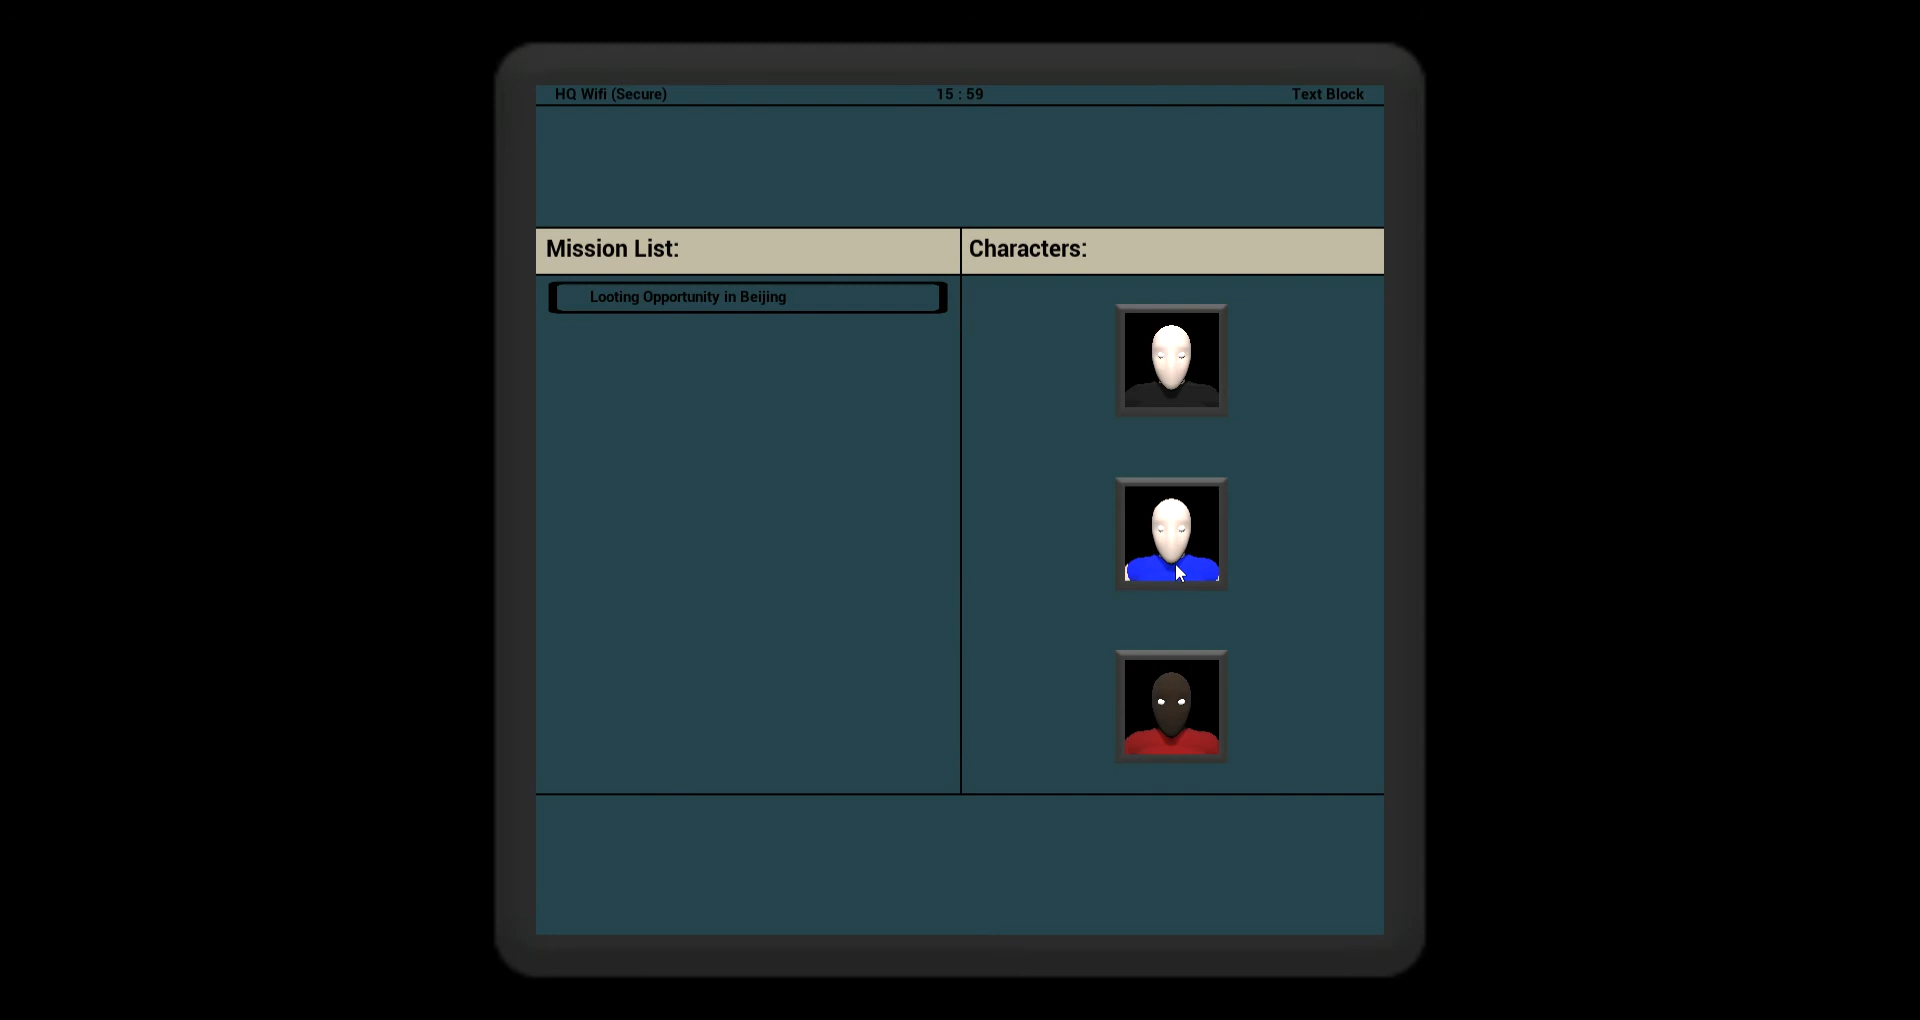 HQ Wifi (Secure) 15 : 59 Text Block
Mission List: Characters:
Looting Opportunity in Beijing